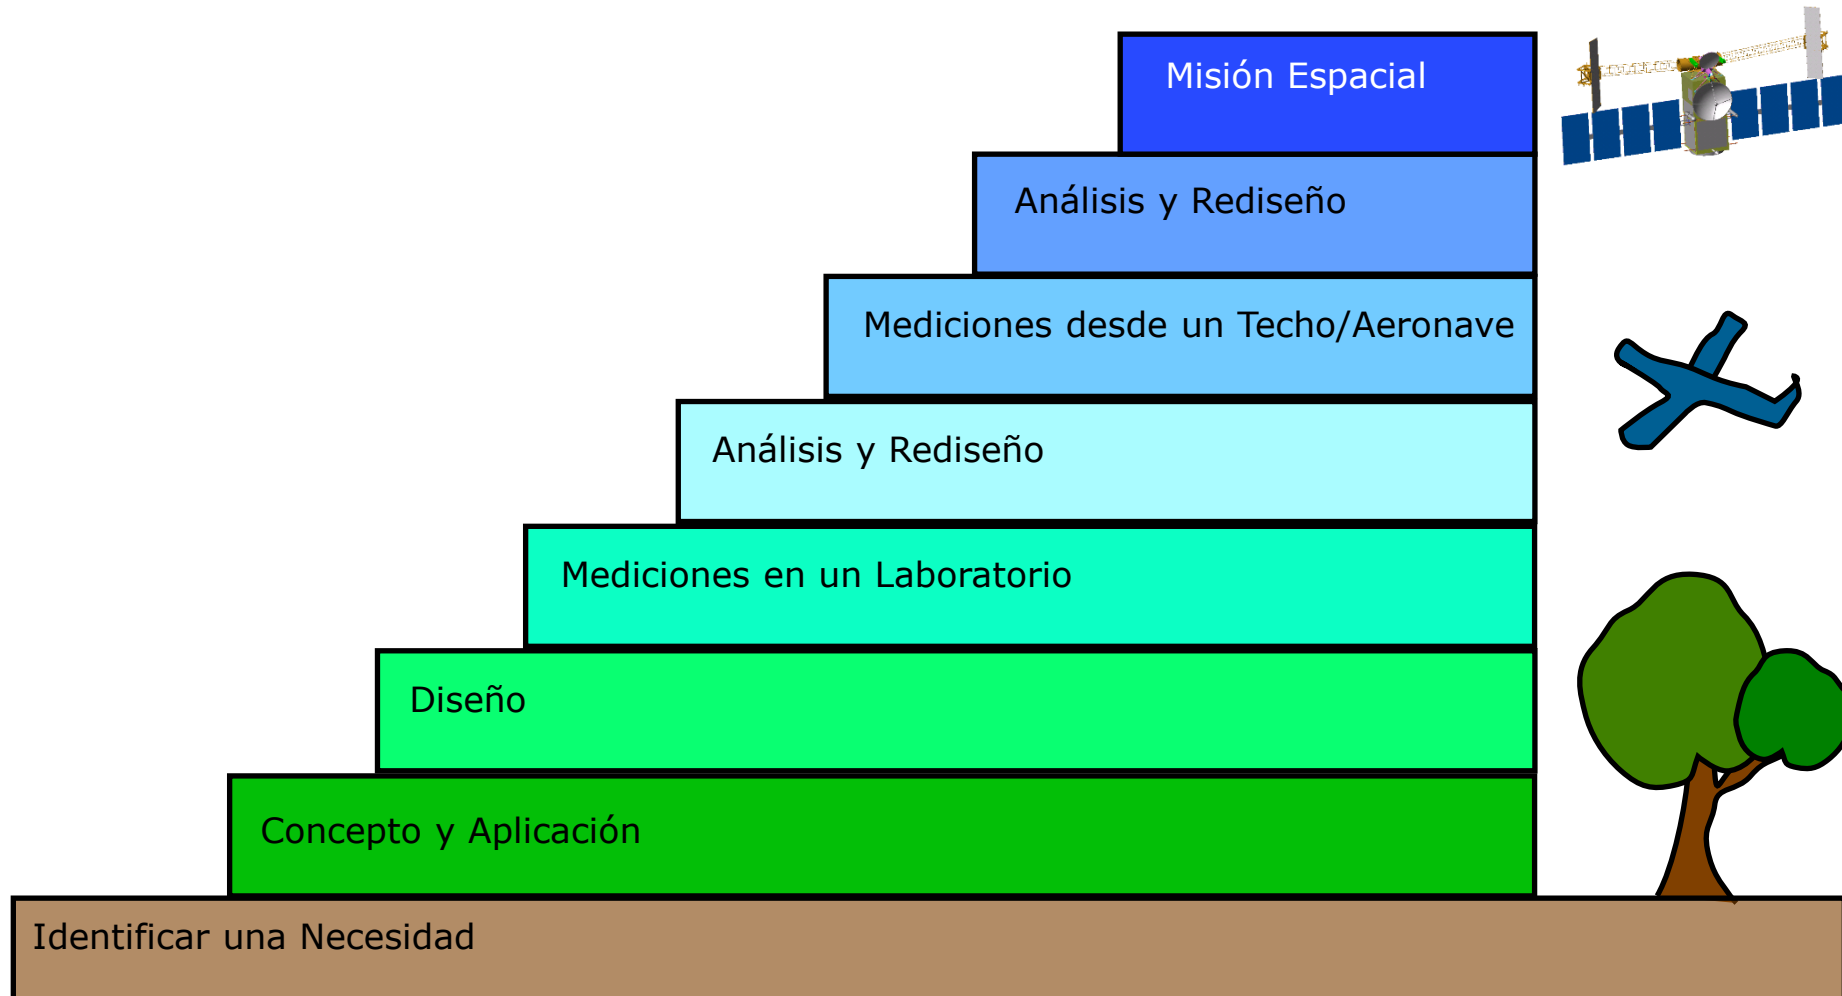 Misión Espacial
Análisis y Rediseño
Mediciones desde un Techo/Aeronave
Análisis y Rediseño
Mediciones en un Laboratorio
Diseño
Concepto y Aplicación
Identificar una Necesidad